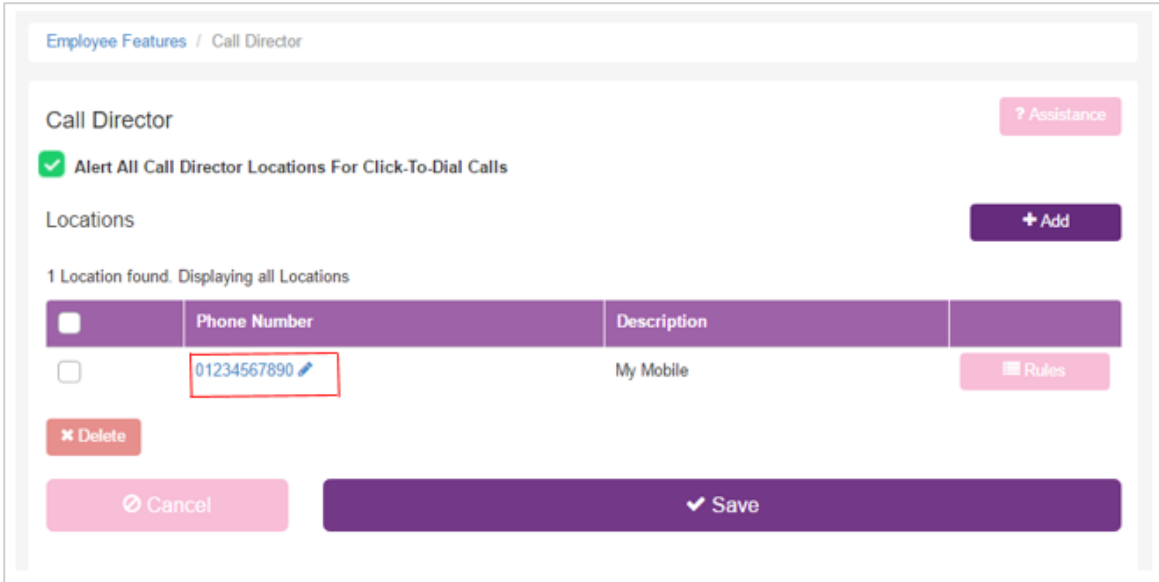 Employee Features / Call Director
Call Director
? Assistance
Alert All Call Director Locations For Click-To-Dial Calls
Locations
+ Add
1 Location found. Displaying all Locations
Phone Number Description
01234567890 My Mobile Rules
Delete
Cancel Save